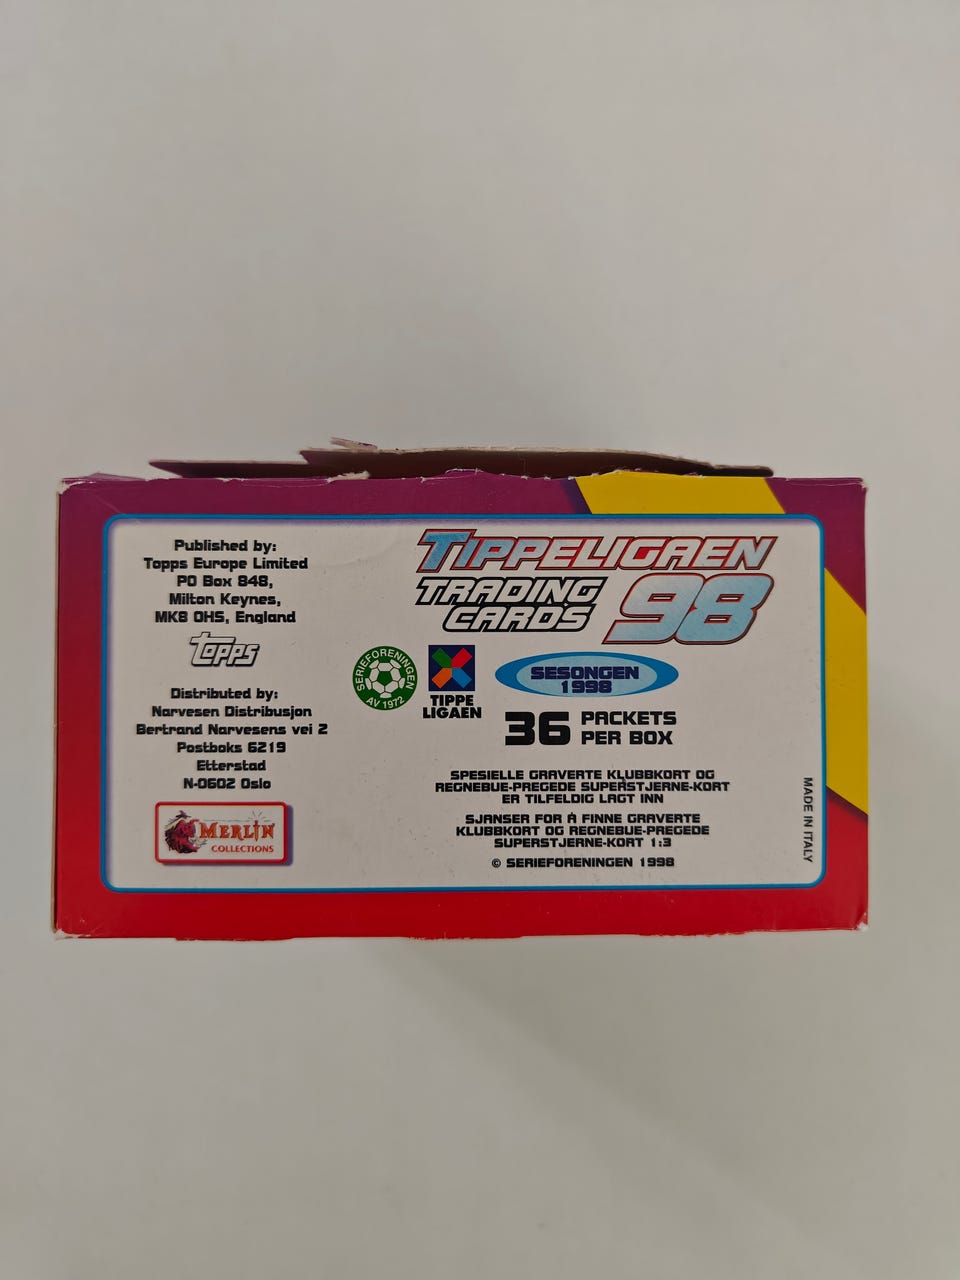 Published by:
Topps Europe Limited
PO Box 848,
Milton Keynes,
MK8 0HS, England
TOPPS
Distributed by:
Narvesen Distribusjon
Bertrand Narvesens vei 2
Postboks 6219
Etterstad
N-0602 Oslo
MERLIN
COLLECTIONS
TIPPELIGAEN
TRADING
CARDS 98
SERIEFORENINGEN
AV 1972
TIPPE
LIGAEN
SESONGEN
1998
36 PACKETS
PER BOX
SPESIELLE GRAVERTE KLUBBKORT OG
REGNEBUE-PREGEDE SUPERSTJERNE-KORT
ER TILFELDIG LAGT INN
SJANSER FOR Å FINNE GRAVERTE
KLUBBKORT OG REGNEBUE-PREGEDE
SUPERSTJERNE-KORT 1:3
© SERIEFORENINGEN 1998
MADE IN ITALY